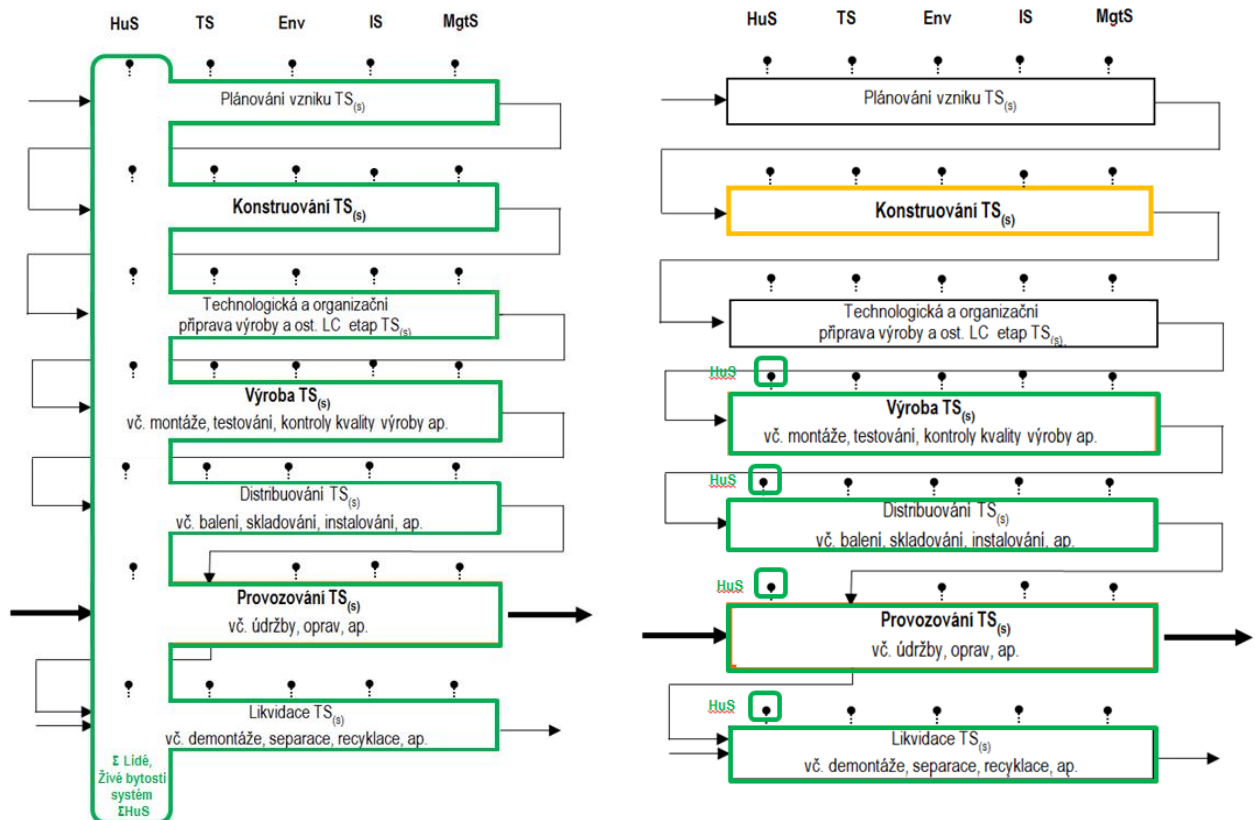 HuS TS Env IS MgtS
Plánování vzniku TS(s)
Konstruování TS(s)
Technologická a organizační
příprava výroby a ost. LC etap TS(s)
Výroba TS(s)
vč. montáže, testování, kontroly kvality výroby ap.
Distribuování TS(s)
vč. balení, skladování, instalování, ap.
Provozování TS(s)
vč. údržby, oprav, ap.
Likvidace TS(s)
vč. demontáže, separace, recyklace, ap.
Σ Lidé,
Živé bytosti
systém
ΣHuS
HuS TS Env IS MgtS
Plánování vzniku TS(s)
Konstruování TS(s)
Technologická a organizační
příprava výroby a ost. LC etap TS(s)
HuS
Výroba TS(s)
vč. montáže, testování, kontroly kvality výroby ap.
HuS
Distribuování TS(s)
vč. balení, skladování, instalování, ap.
HuS
Provozování TS(s)
vč. údržby, oprav, ap.
HuS
Likvidace TS(s)
vč. demontáže, separace, recyklace, ap.